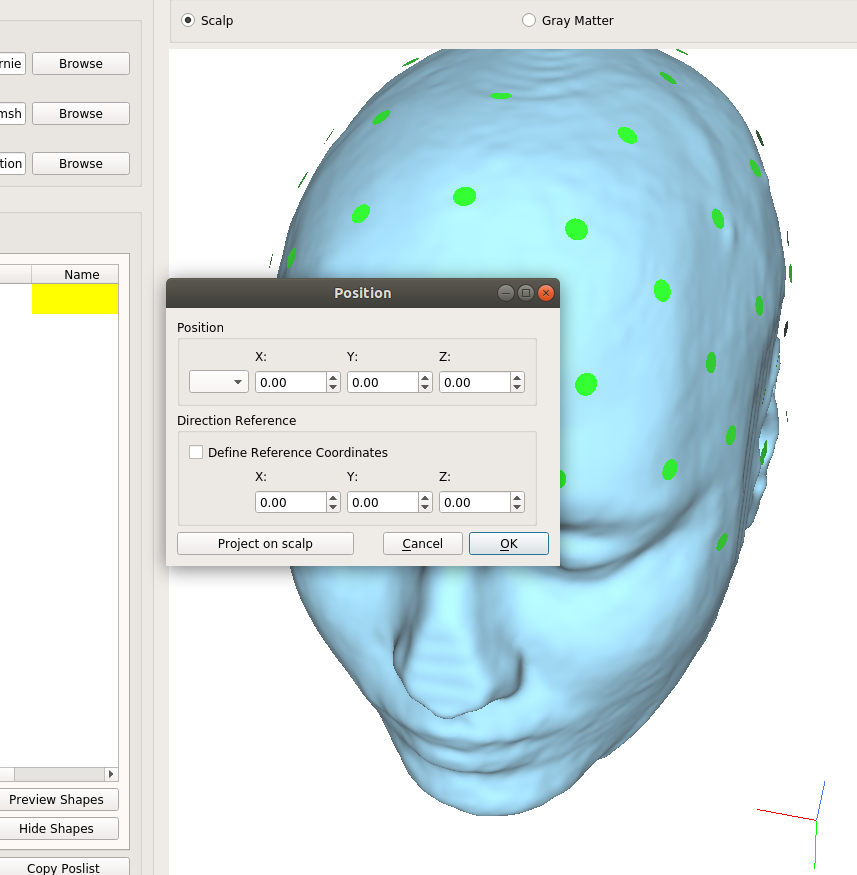 Scalp
Gray Matter
rnie Browse
msh Browse
tion Browse
Name
Position
Position
X: Y: Z:
0.00 0.00 0.00
Direction Reference
Define Reference Coordinates
X: Y: Z:
0.00 0.00 0.00
Project on scalp Cancel OK
Preview Shapes
Hide Shapes
Copy Poslist